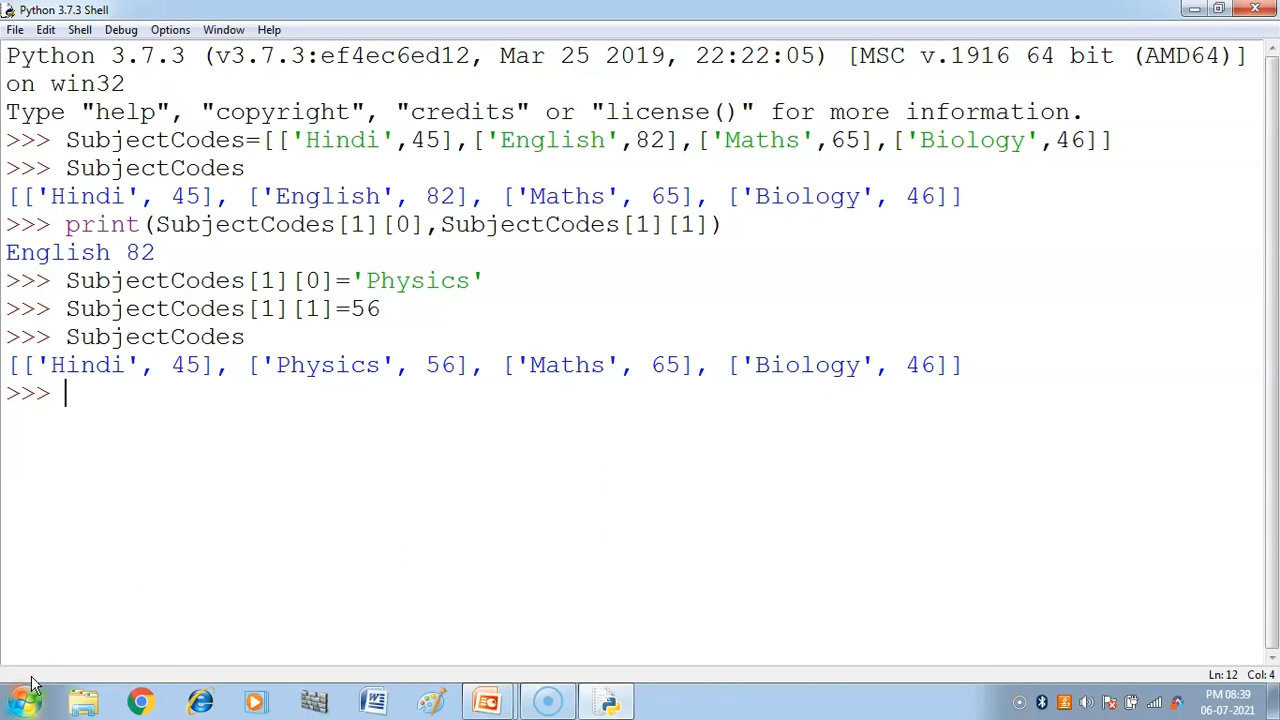 Python 3.7.3 Shell
File Edit Shell Debug Options Window Help
Python 3.7.3 (v3.7.3:ef4ec6ed12, Mar 25 2019, 22:22:05) [MSC v.1916 64 bit (AMD64)]
on win32
Type "help", "copyright", "credits" or "license()" for more information.
>>> SubjectCodes=[['Hindi',45],['English',82],['Maths',65],['Biology',46]]
>>> SubjectCodes
[['Hindi', 45], ['English', 82], ['Maths', 65], ['Biology', 46]]
>>> print(SubjectCodes[1][0],SubjectCodes[1][1])
English 82
>>> SubjectCodes[1][0]='Physics'
>>> SubjectCodes[1][1]=56
>>> SubjectCodes
[['Hindi', 45], ['Physics', 56], ['Maths', 65], ['Biology', 46]]
>>>
Ln: 12 Col: 4
PM 08:39
06-07-2021